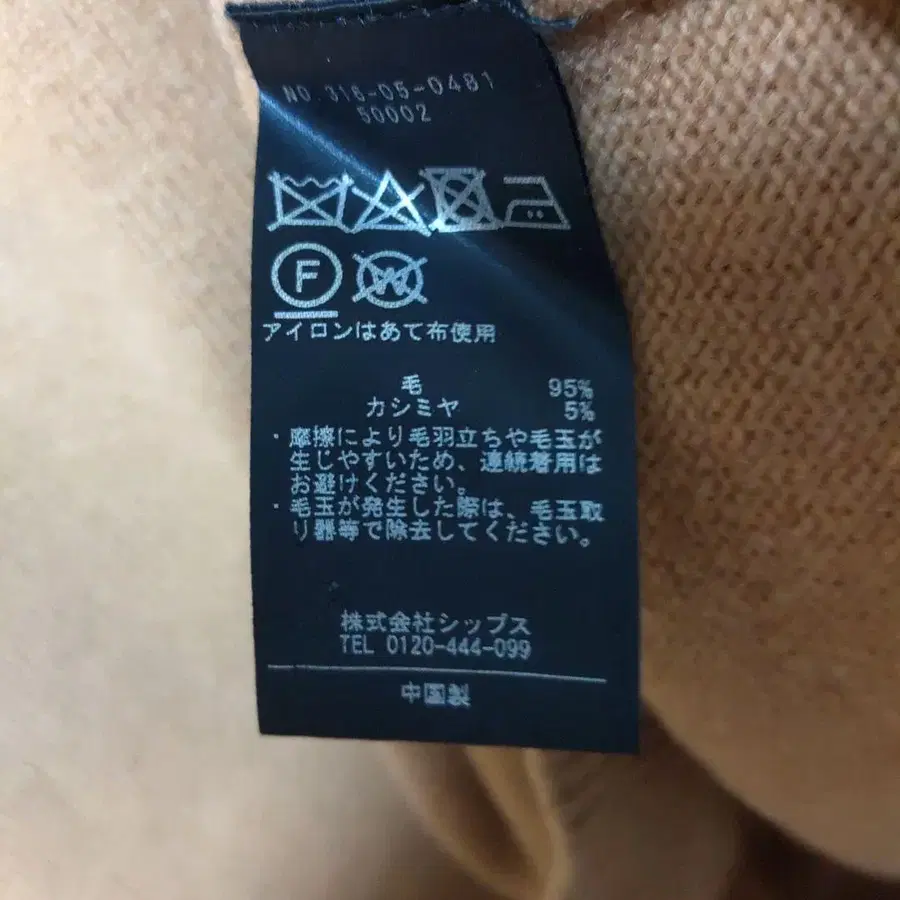 NO 316-05-0481
50002
F W
アイロンはあて布使用
毛 95%
カシミヤ 5%
・摩擦により毛羽立ちや毛玉が
生じやすいため、連続着用は
お避けください。
・毛玉が発生した際は、毛玉取
り器等で除去してください。
株式会社シップス
TEL 0120-444-099
中国製